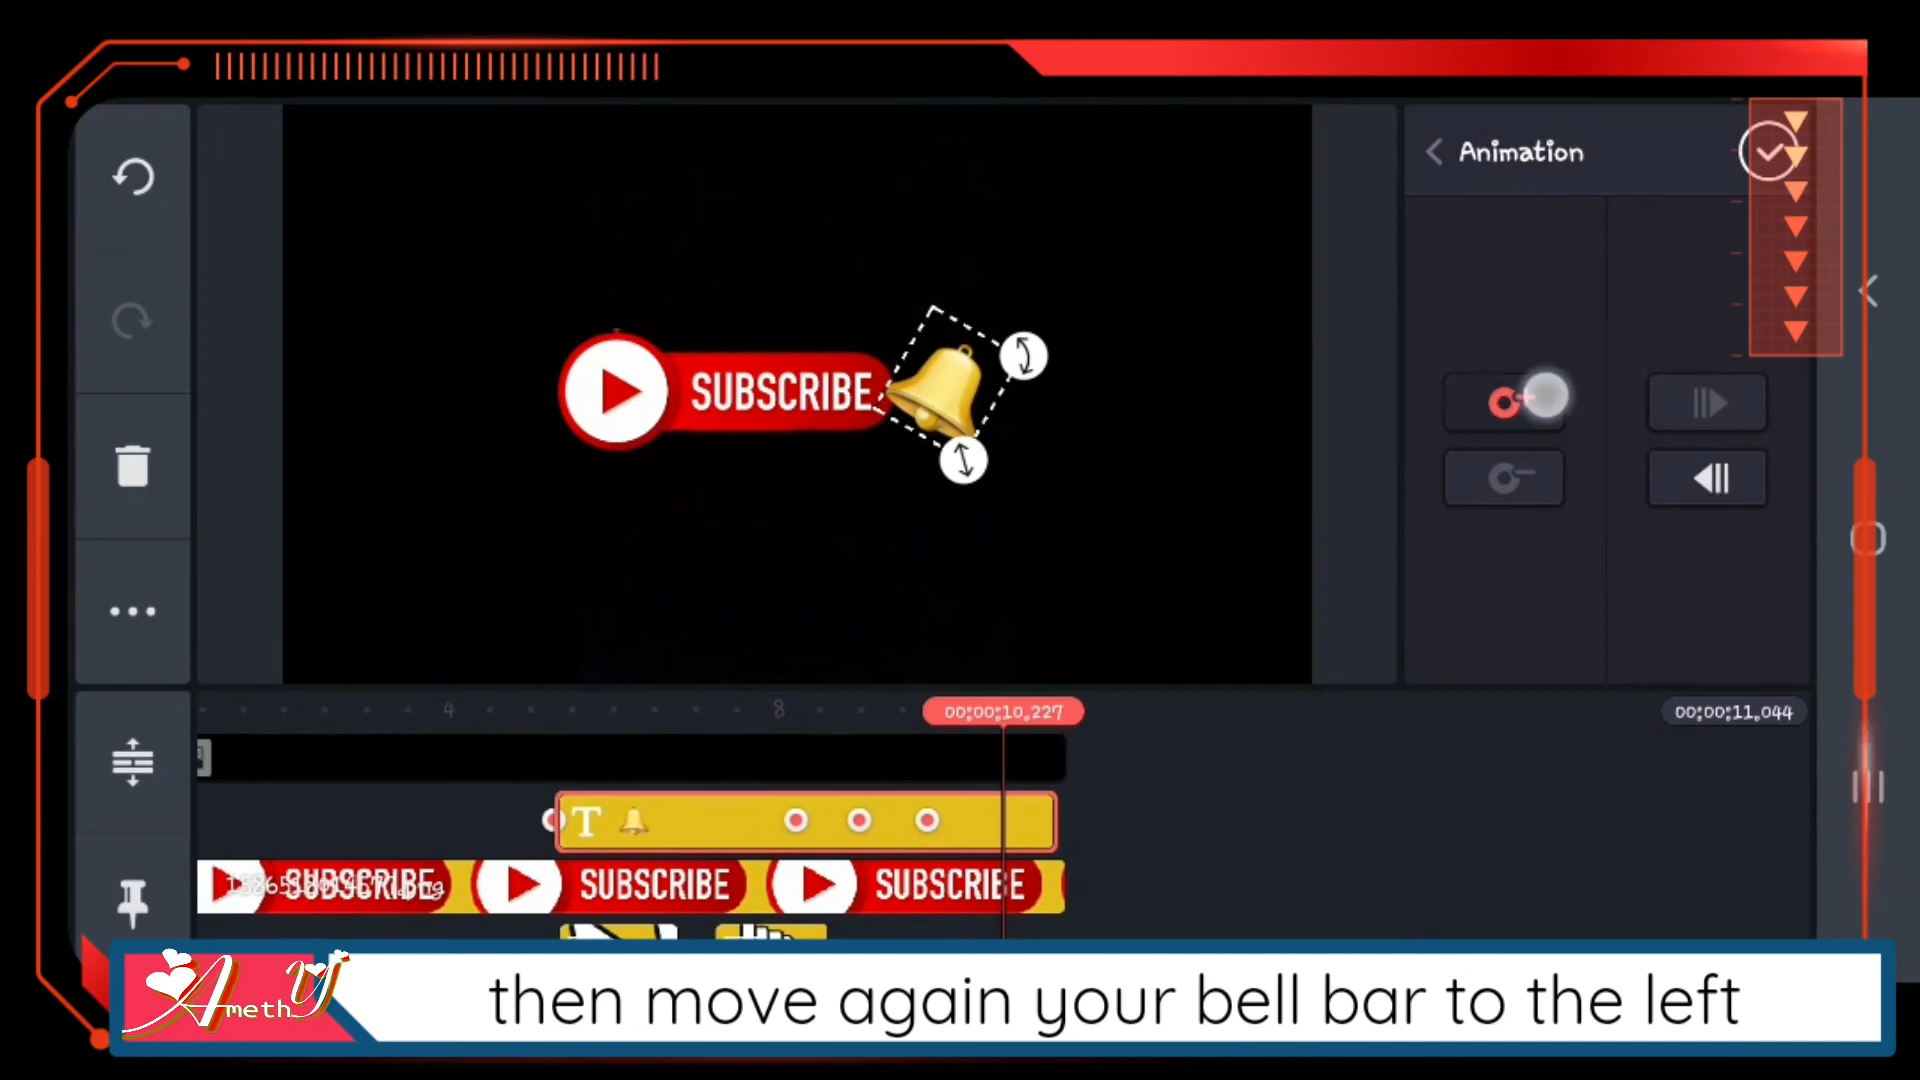 Animation
SUBSCRIBE
4
8
00:00:10.227
00:00:11.044
T
SUBSCRIBE
SUBSCRIBE
SUBSCRIBE
Amethy
then move again your bell bar to the left